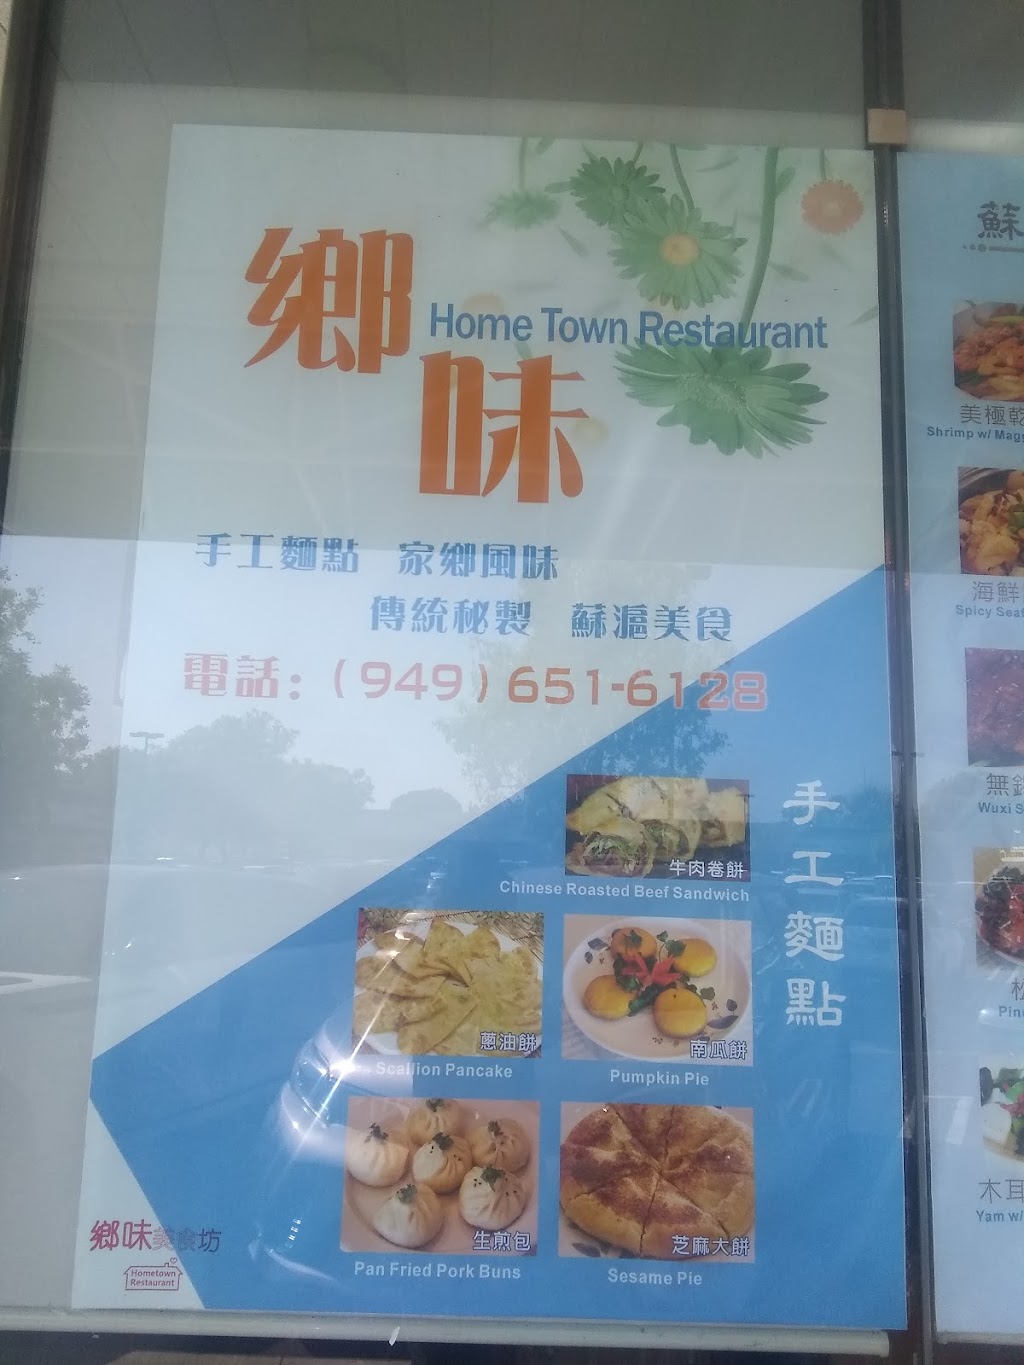 鄉味
Home Town Restaurant
手工麵點 家鄉風味
傳統秘製 蘇滬美食
電話:(949)651-6128
手工麵點
牛肉卷餅
Chinese Roasted Beef Sandwich
蔥油餅
Scallion Pancake
南瓜餅
Pumpkin Pie
生煎包
Pan Fried Pork Buns
芝麻大餅
Sesame Pie
鄉味美食坊
Hometown
Restaurant
蘇
美極乾
Shrimp w/ Magg
海鮮
Spicy Sea
無錫
Wuxi S
Pine
木耳
Yam w/